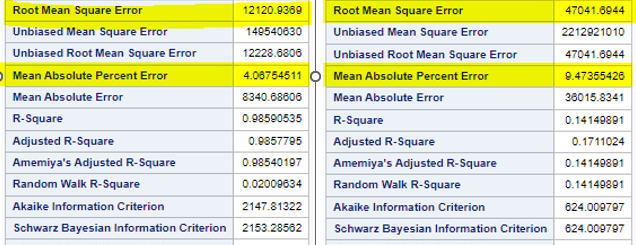 Root Mean Square Error 12120.9369
Unbiased Mean Square Error 149540630
Unbiased Root Mean Square Error 12228.6806
Mean Absolute Percent Error 4.06754511
Mean Absolute Error 8340.68606
R-Square 0.98590535
Adjusted R-Square 0.9857795
Amemiya's Adjusted R-Square 0.98540197
Random Walk R-Square 0.02009634
Akaike Information Criterion 2147.81322
Schwarz Bayesian Information Criterion 2153.28562
Root Mean Square Error 47041.6944
Unbiased Mean Square Error 2212921010
Unbiased Root Mean Square Error 47041.6944
Mean Absolute Percent Error 9.47355426
Mean Absolute Error 36015.8341
R-Square 0.14149891
Adjusted R-Square 0.1711024
Amemiya's Adjusted R-Square 0.14149891
Random Walk R-Square 0.14149891
Akaike Information Criterion 624.009797
Schwarz Bayesian Information Criterion 624.009797